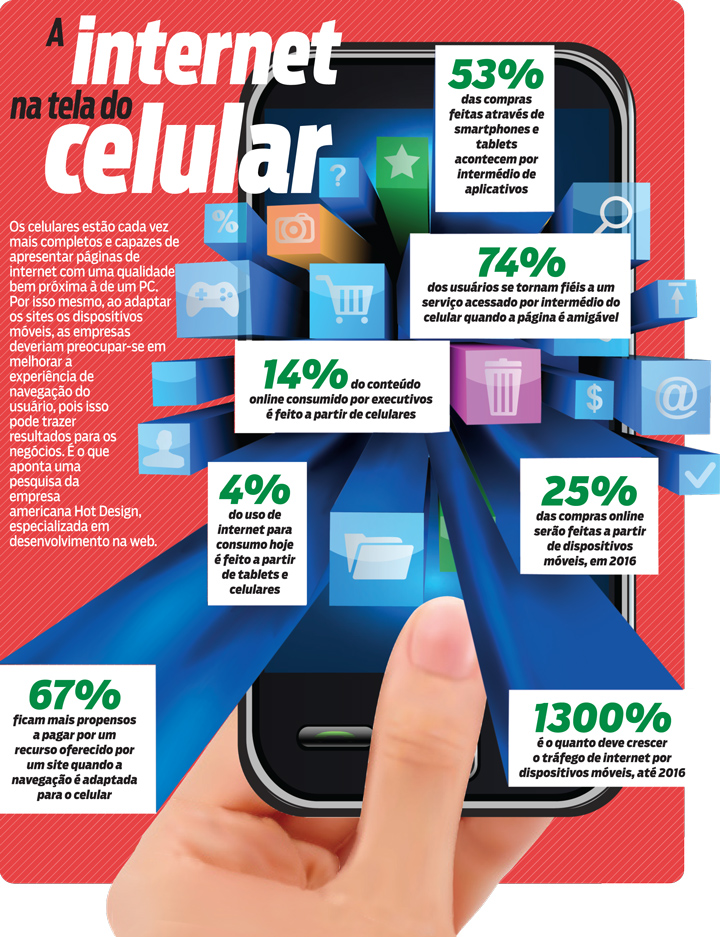 A internet
na tela do
celular
Os celulares estão cada vez
mais completos e capazes de
apresentar páginas de
internet com uma qualidade
bem próxima à de um PC.
Por isso mesmo, ao adaptar
os sites os dispositivos
móveis, as empresas
deveriam preocupar-se em
melhorar a
experiência de
navegação do
usuário, pois isso
pode trazer
resultados para os
negócios. É o que
aponta uma
pesquisa da
empresa
americana Hot Design,
especializada em
desenvolvimento na web.
53%
das compras
feitas através de
smartphones e
tablets
acontecem por
intermédio de
aplicativos
?
%
74%
dos usuários se tornam fiéis a um
serviço acessado por intermédio do
celular quando a página é amigável
14% do conteúdo
online consumido por executivos
é feito a partir de celulares
$
@
4%
do uso de
internet para
consumo hoje
é feito a partir
de tablets e
celulares
25%
das compras online
serão feitas a partir
de dispositivos
móveis, em 2016
67%
ficam mais propensos
a pagar por um
recurso oferecido por
um site quando a
navegação é adaptada
para o celular
1300%
é o quanto deve crescer
o tráfego de internet por
dispositivos móveis, até 2016